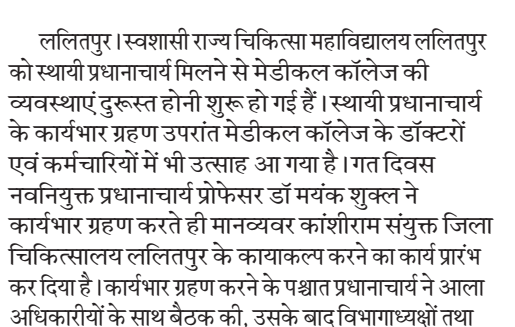 ललितपुर।स्वशासी राज्य चिकित्सा महाविद्यालय ललितपुर
को स्थायी प्रधानाचार्य मिलने से मेडीकल कॉलेज की
व्यवस्थाएं दुरूस्त होनी शुरू हो गई हैं।स्थायी प्रधानाचार्य
के कार्यभार ग्रहण उपरांत मेडीकल कॉलेज के डॉक्टरों
एवं कर्मचारियों में भी उत्साह आ गया है।गत दिवस
नवनियुक्त प्रधानाचार्य प्रोफेसर डॉ मयंक शुक्ल ने
कार्यभार ग्रहण करते ही मानव्यवर कांशीराम संयुक्त जिला
चिकित्सालय ललितपुर के कायाकल्प करने का कार्य प्रारंभ
कर दिया है।कार्यभार ग्रहण करने के पश्चात प्रधानाचार्य ने आला
अधिकारीयों के साथ बैठक की, उसके बाद विभागाध्यक्षों तथा